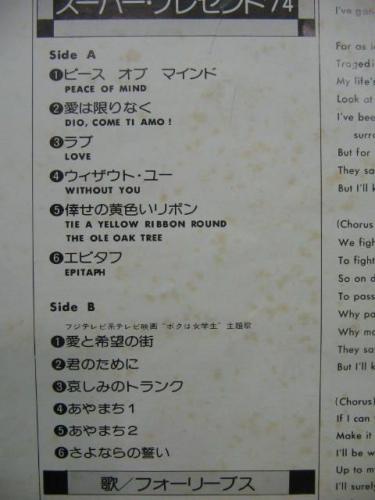 スーパー・プレゼント'74
Side A
❶ピース オブ マインド
PEACE OF MIND
❷愛は限りなく
DIO, COME TI AMO!
❸ラブ
LOVE
❹ウィザウト・ユー
WITHOUT YOU
❺倖せの黄色いリボン
TIE A YELLOW RIBBON ROUND
THE OLE OAK TREE
❻エピタフ
EPITAPH
Side B
フジテレビ系テレビ映画"ボクは女学生"主題歌
❶愛と希望の街
❷君のために
❸哀しみのトランク
❹あやまち1
❺あやまち2
❻さよならの誓い
歌/フォーリーブス
I've
For as
Tragedi
My life's
Look at
I've bee
surr
But for
They sa
But I'll k
(Chorus
We figh
To fight
So on d
To pass
Why pa
Why mo
They sa
But I'll k
(Chorus)
If I can
Make it
I'll be w
Up to m
I'll surel